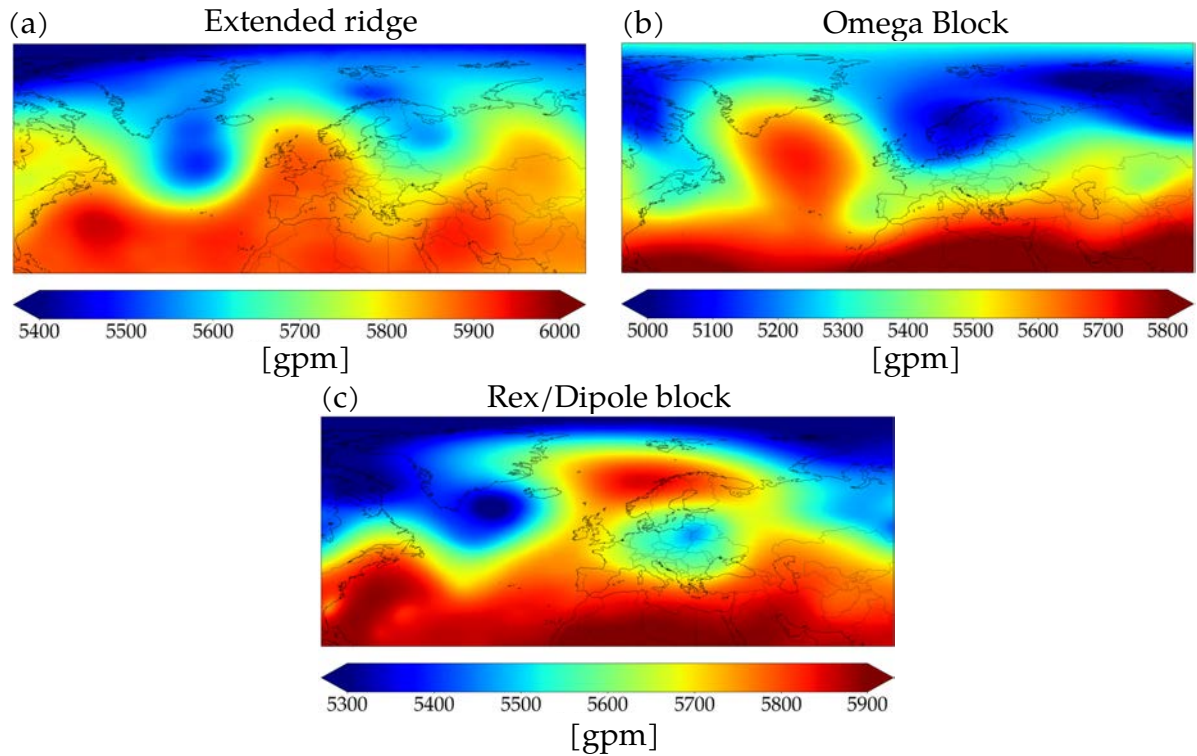 (a) Extended ridge
(b) Omega Block
5400 5500 5600 5700 5800 5900 6000
[gpm]
5000 5100 5200 5300 5400 5500 5600 5700 5800
[gpm]
(c) Rex/Dipole block
5300 5400 5500 5600 5700 5800 5900
[gpm]